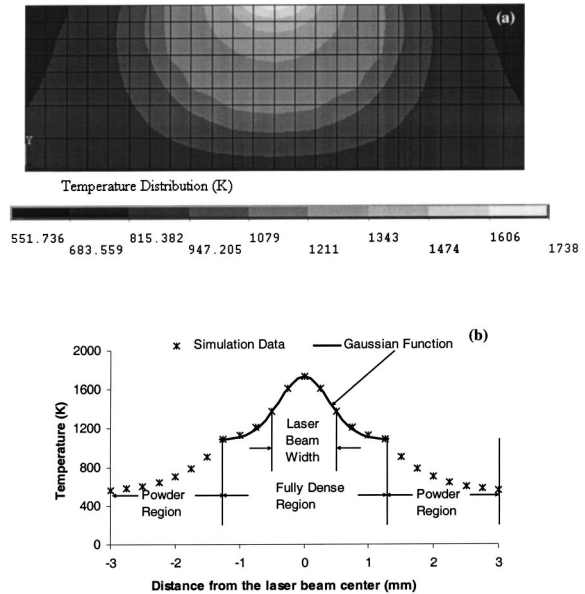 (a)
Y
Temperature Distribution (K)
551.736 815.382 1079 1343 1606
683.559 947.205 1211 1474 1738
(b)
Simulation Data Gaussian Function
2000
1600
1200
800
400
0
Temperature (K)
Laser
Beam
Width
Powder
Region
Fully Dense
Region
Powder
Region
-3 -2 -1 0 1 2 3
Distance from the laser beam center (mm)